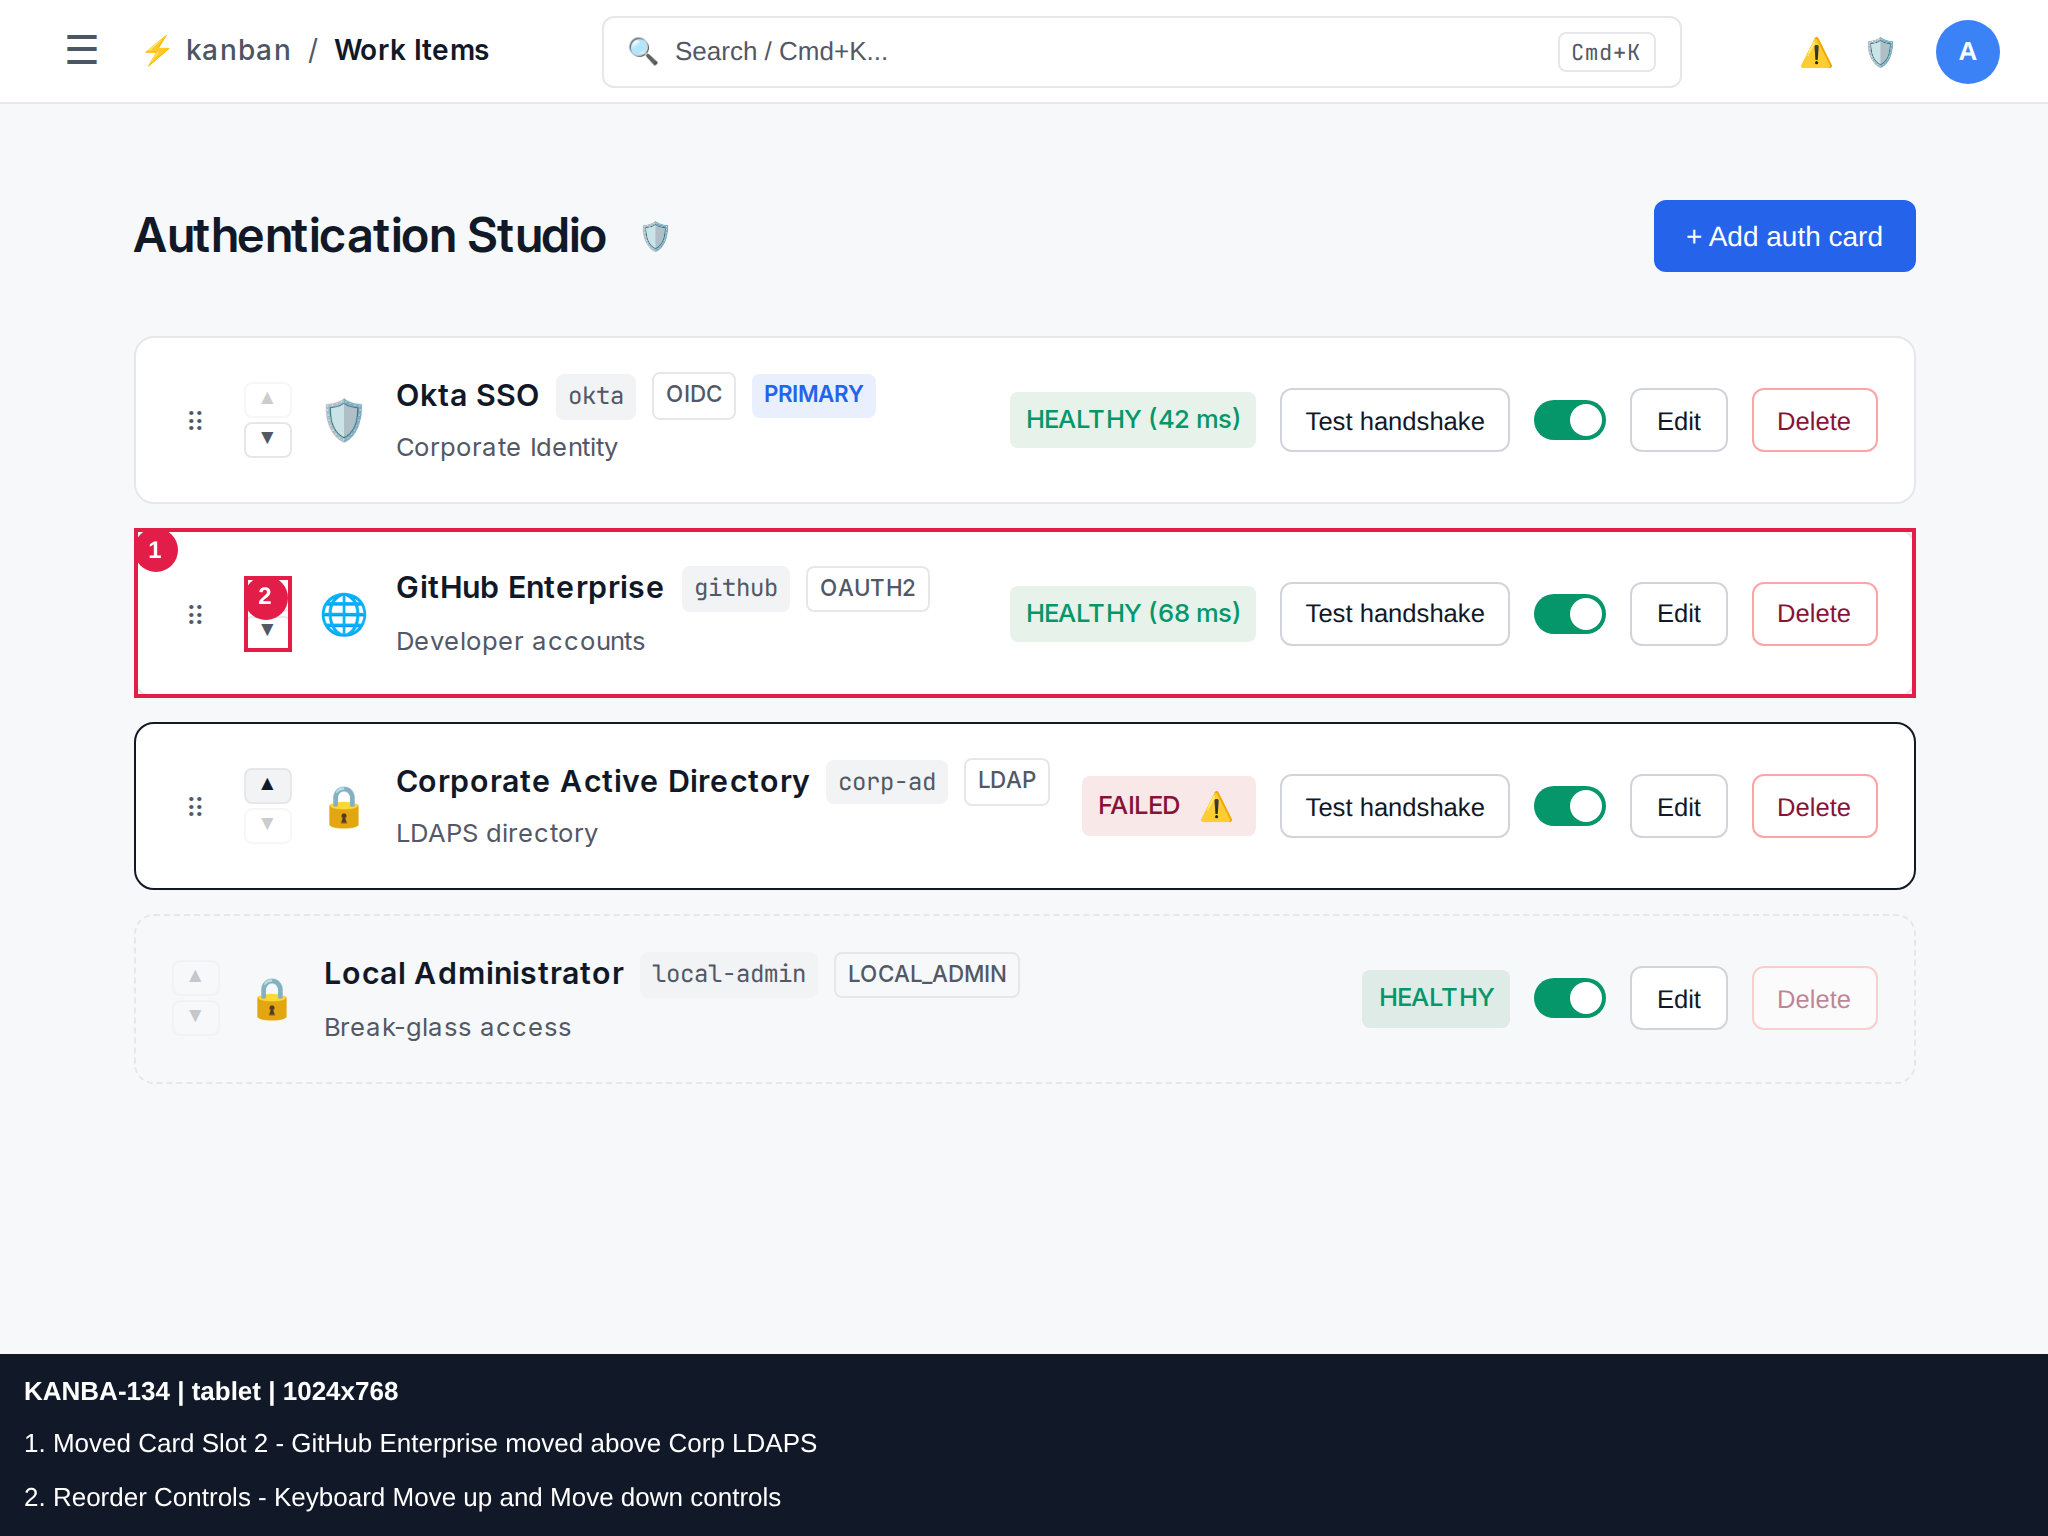 kanban / Work Items
Search / Cmd+K...
Cmd+K
A
Authentication Studio
+ Add auth card
Okta SSO okta OIDC PRIMARY
Corporate Identity
HEALTHY (42 ms) Test handshake Edit Delete
1
2
GitHub Enterprise github OAUTH2
Developer accounts
HEALTHY (68 ms) Test handshake Edit Delete
Corporate Active Directory corp-ad LDAP
LDAPS directory
FAILED Test handshake Edit Delete
Local Administrator local-admin LOCAL_ADMIN
Break-glass access
HEALTHY Edit Delete
KANBA-134 | tablet | 1024x768
1. Moved Card Slot 2 - GitHub Enterprise moved above Corp LDAPS
2. Reorder Controls - Keyboard Move up and Move down controls